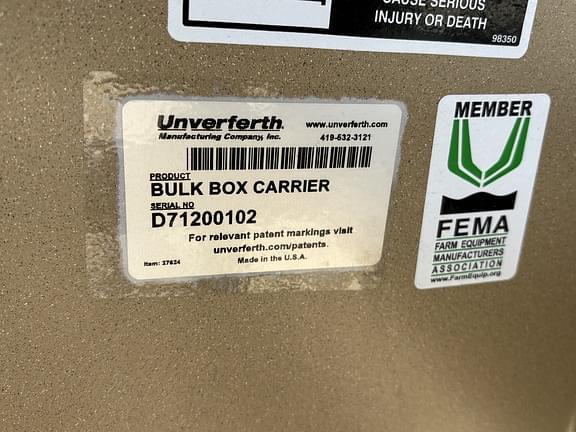 CAUSE SERIOUS
INJURY OR DEATH
98350
Unverferth
www.unverferth.com
Manufacturing Company, Inc.
419-532-3121
PRODUCT
BULK BOX CARRIER
SERIAL NO
D71200102
For relevant patent markings visit
unverferth.com/patents.
Made in the U.S.A.
Item: 27624
MEMBER
FEMA
FARM EQUIPMENT
MANUFACTURERS
ASSOCIATION
www.FarmEquip.org